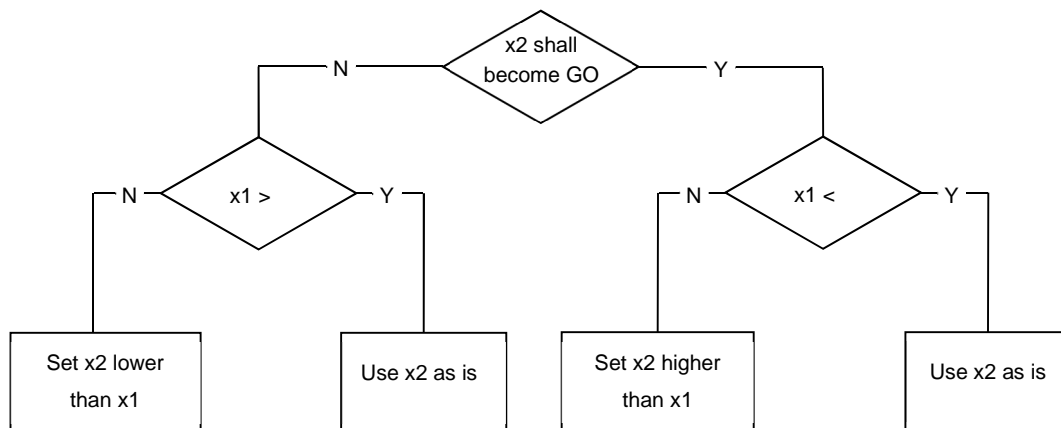 x2 shall
become GO
N
Y
N
x1 >
Y
N
x1 <
Y
Set x2 lower
than x1
Use x2 as is
Set x2 higher
than x1
Use x2 as is